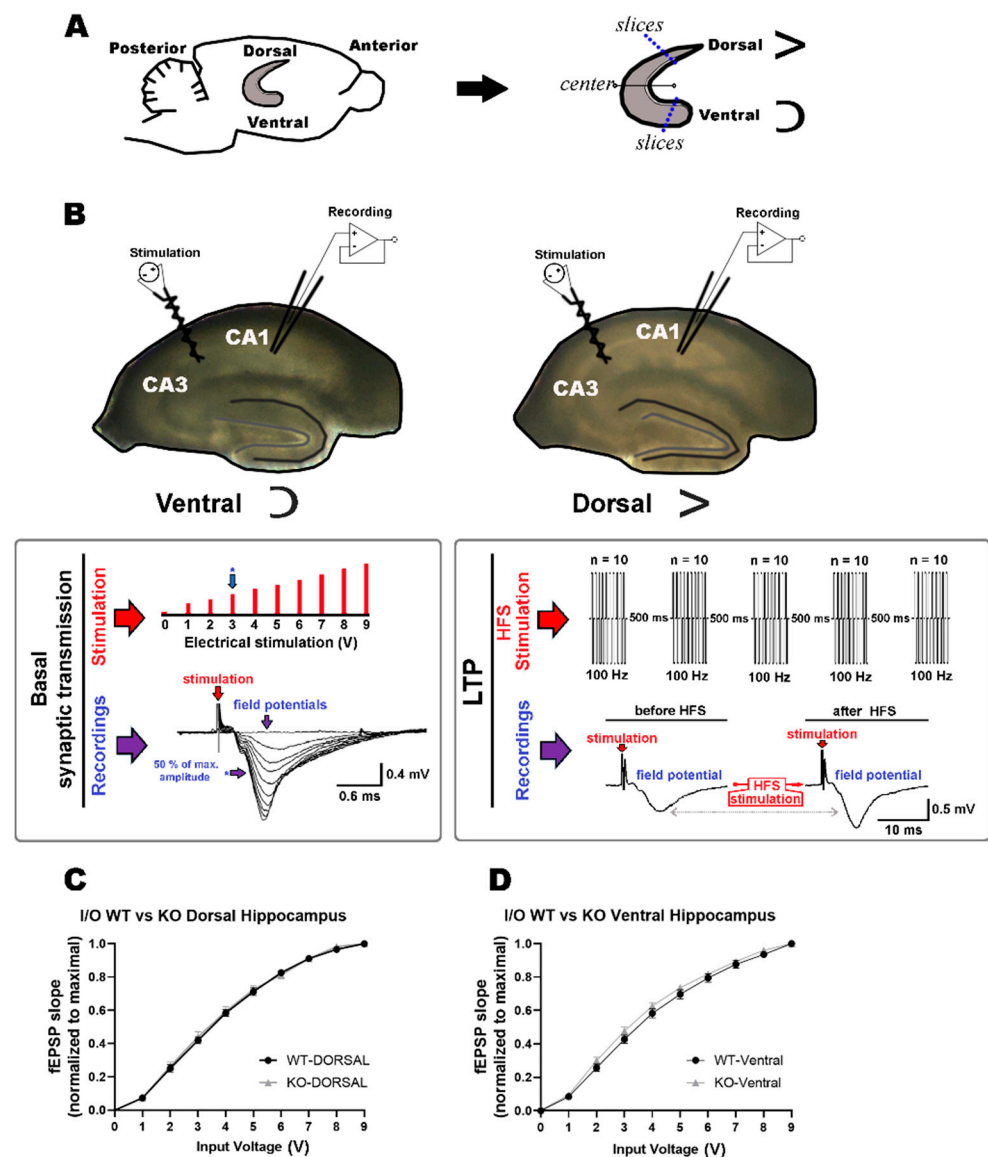 A
Posterior
Dorsal
Anterior
Ventral
slices
Dorsal
center
Ventral
slices
B
Recording
Stimulation
CA1
CA3
Ventral
Recording
Stimulation
CA1
CA3
Dorsal
Basal
synaptic transmission
Stimulation
*
0 1 2 3 4 5 6 7 8 9
Electrical stimulation (V)
Recordings
stimulation
field potentials
50 % of max.
amplitude
*
0.4 mV
0.6 ms
LTP
HFS
Stimulation
n = 10 n = 10 n = 10 n = 10 n = 10
500 ms 500 ms 500 ms 500 ms
100 Hz 100 Hz 100 Hz 100 Hz 100 Hz
Recordings
before HFS
after HFS
stimulation
stimulation
field potential
HFS
stimulation
field potential
0.5 mV
10 ms
C
I/O WT vs KO Dorsal Hippocampus
fEPSP slope
(normalized to maximal)
1.0
0.8
0.6
0.4
0.2
0.0
WT-DORSAL
KO-DORSAL
0 1 2 3 4 5 6 7 8 9
Input Voltage (V)
D
I/O WT vs KO Ventral Hippocampus
fEPSP slope
(normalized to maximal)
1.0
0.8
0.6
0.4
0.2
0.0
WT-Ventral
KO-Ventral
0 1 2 3 4 5 6 7 8 9
Input Voltage (V)